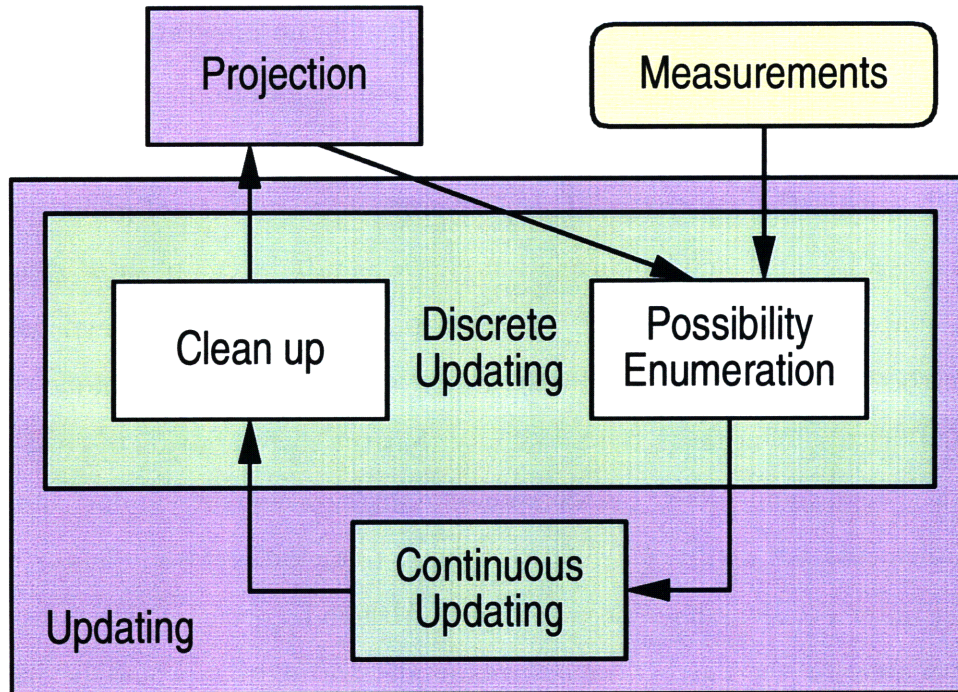 Projection
Measurements
Clean up
Discrete
Updating
Possibility
Enumeration
Continuous
Updating
Updating